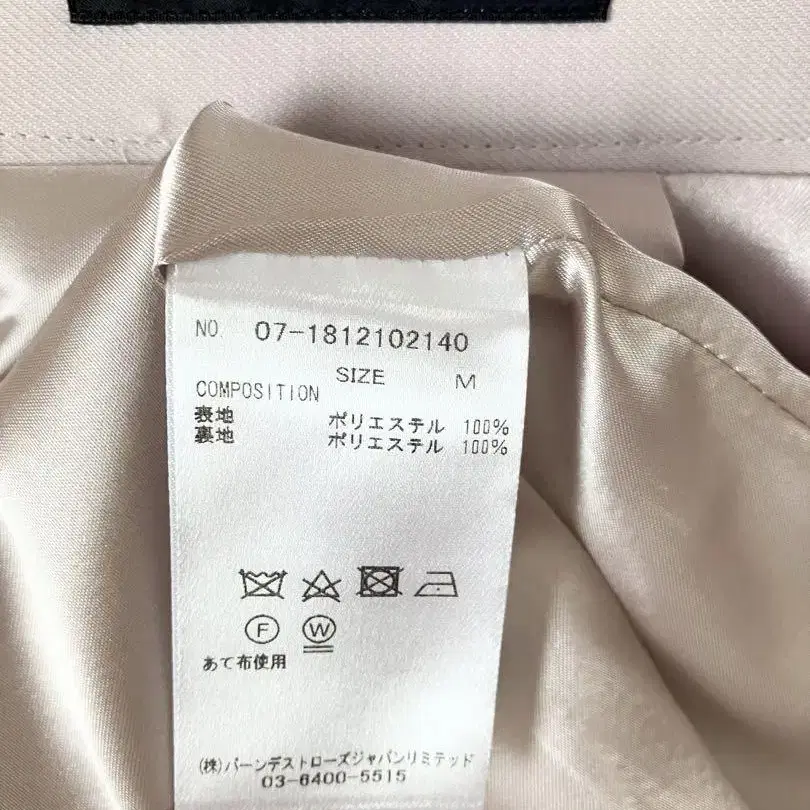 NO. 07-1812102140
SIZE M
COMPOSITION
表地 ポリエステル 100%
裏地 ポリエステル 100%
F W
あて布使用
(株)バーンデストローズジャパンリミテッド
03-6400-5515